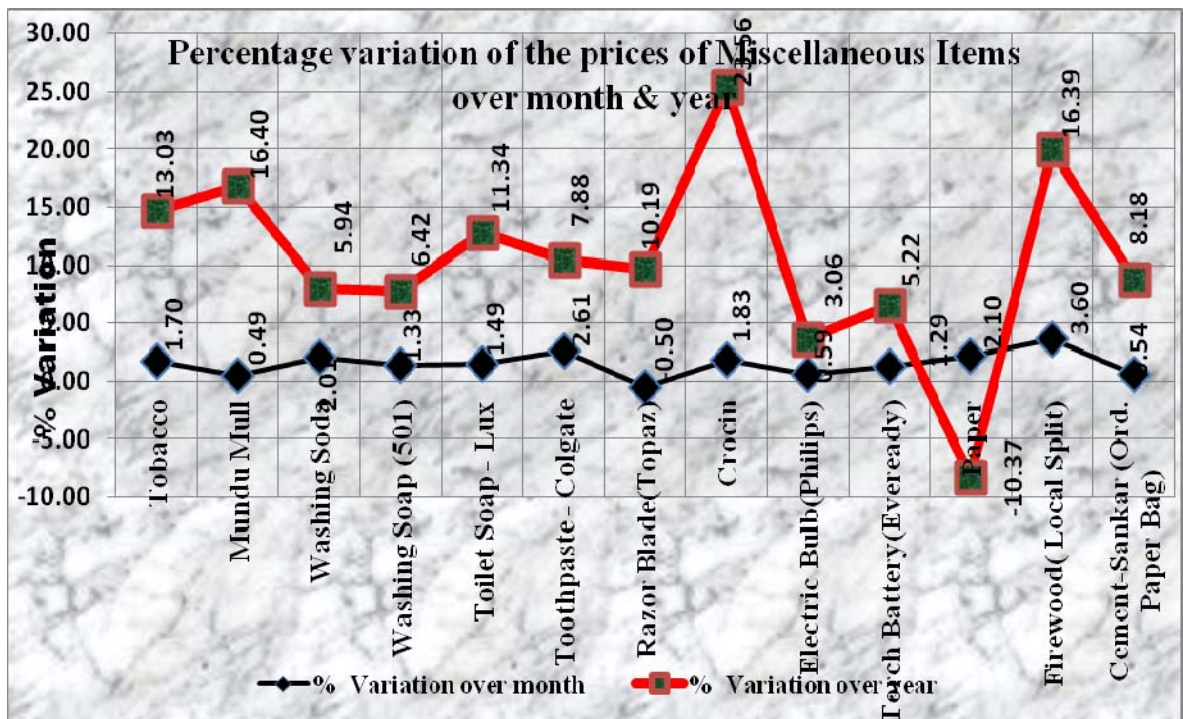 Percentage variation of the prices of Miscellaneous Items
over month & year
% Variation
30.00
25.00
20.00
15.00
10.00
5.00
0.00
-5.00
-10.00
13.03
16.40
5.94
6.42
11.34
7.88
10.19
23.56
3.06
5.22
-10.37
16.39
8.18
1.70
0.49
2.01
1.33
1.49
2.61
-0.50
1.83
0.59
1.29
2.10
3.60
0.54
Tobacco
Mundu Mull
Washing Soda
Washing Soap (501)
Toilet Soap - Lux
Toothpaste - Colgate
Razor Blade(Topaz)
Crocin
Electric Bulb(Philips)
Torch Battery(Eveready)
Paper
Firewood( Local Split)
Cement-Sankar (Ord.
Paper Bag)
% Variation over month
% Variation over year